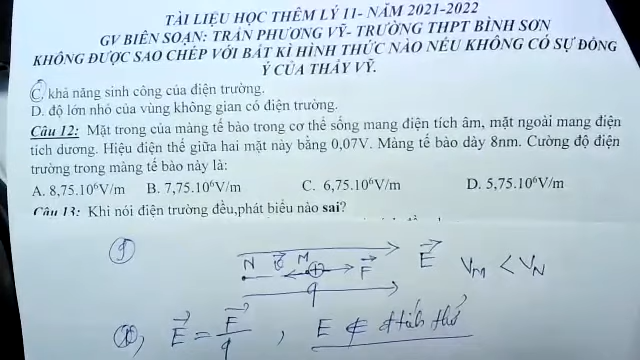 TÀI LIỆU HỌC THÊM LÝ 11- NĂM 2021-2022
GV BIÊN SOẠN: TRẦN PHƯƠNG VỸ- TRƯỜNG THPT BÌNH SƠN
KHÔNG ĐƯỢC SAO CHÉP VỚI BẤT KÌ HÌNH THỨC NÀO NẾU KHÔNG CÓ SỰ ĐỒNG
Ý CỦA THẦY VỸ.
C. khả năng sinh công của điện trường.
D. độ lớn nhỏ của vùng không gian có điện trường.
Câu 12: Mặt trong của màng tế bào trong cơ thể sống mang điện tích âm, mặt ngoài mang điện
tích dương. Hiệu điện thế giữa hai mặt này bằng 0,07V. Màng tế bào dày 8nm. Cường độ điện
trường trong màng tế bào này là:
A. 8,75.10⁶V/m B. 7,75.10⁶V/m C. 6,75.10⁶V/m D. 5,75.10⁶V/m
Câu 13: Khi nói điện trường đều,phát biểu nào sai?
9
N M + F⃗ E⃗ V_M < V_N
q
E⃗ = F⃗/q , E ∉ đtích thử